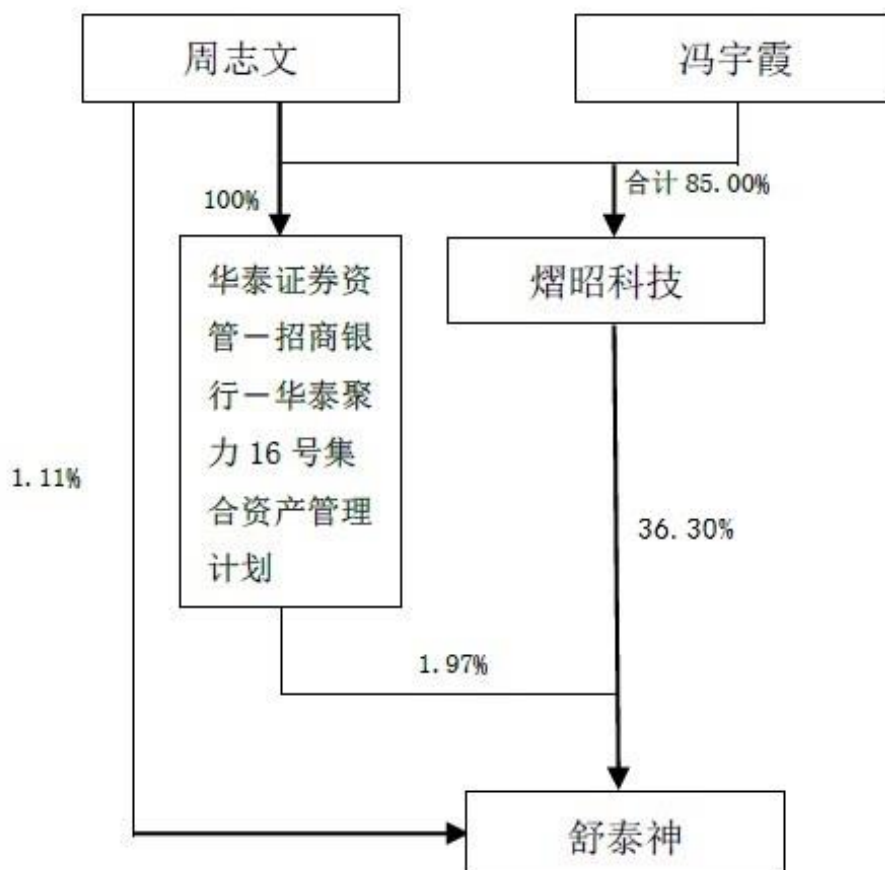 周志文
冯宇霞
合计 85.00%
100%
华泰证券资
管－招商银
行－华泰聚
力 16 号集
合资产管理
计划
熠昭科技
1.11%
36.30%
1.97%
舒泰神